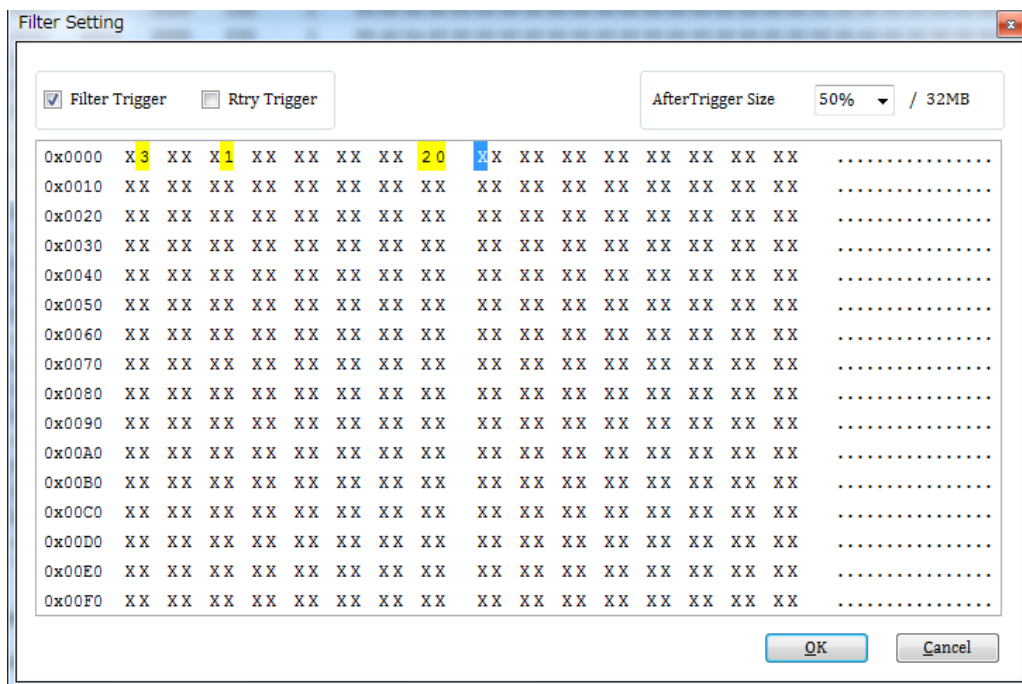 Filter Setting
Filter Trigger Rtry Trigger AfterTrigger Size 50% / 32MB
0x0000 X3 XX X1 XX XX XX XX 20 XX XX XX XX XX XX XX XX ................
0x0010 XX XX XX XX XX XX XX XX XX XX XX XX XX XX XX XX ................
0x0020 XX XX XX XX XX XX XX XX XX XX XX XX XX XX XX XX ................
0x0030 XX XX XX XX XX XX XX XX XX XX XX XX XX XX XX XX ................
0x0040 XX XX XX XX XX XX XX XX XX XX XX XX XX XX XX XX ................
0x0050 XX XX XX XX XX XX XX XX XX XX XX XX XX XX XX XX ................
0x0060 XX XX XX XX XX XX XX XX XX XX XX XX XX XX XX XX ................
0x0070 XX XX XX XX XX XX XX XX XX XX XX XX XX XX XX XX ................
0x0080 XX XX XX XX XX XX XX XX XX XX XX XX XX XX XX XX ................
0x0090 XX XX XX XX XX XX XX XX XX XX XX XX XX XX XX XX ................
0x00A0 XX XX XX XX XX XX XX XX XX XX XX XX XX XX XX XX ................
0x00B0 XX XX XX XX XX XX XX XX XX XX XX XX XX XX XX XX ................
0x00C0 XX XX XX XX XX XX XX XX XX XX XX XX XX XX XX XX ................
0x00D0 XX XX XX XX XX XX XX XX XX XX XX XX XX XX XX XX ................
0x00E0 XX XX XX XX XX XX XX XX XX XX XX XX XX XX XX XX ................
0x00F0 XX XX XX XX XX XX XX XX XX XX XX XX XX XX XX XX ................
OK Cancel